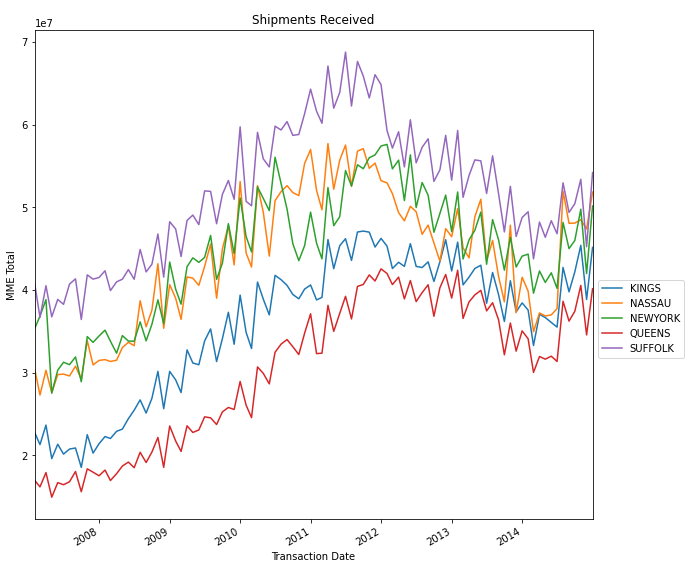 Shipments Received
1e7
7
6
5
4
3
2
MME Total
2008
2009
2010
2011
2012
2013
2014
Transaction Date
KINGS
NASSAU
NEWYORK
QUEENS
SUFFOLK